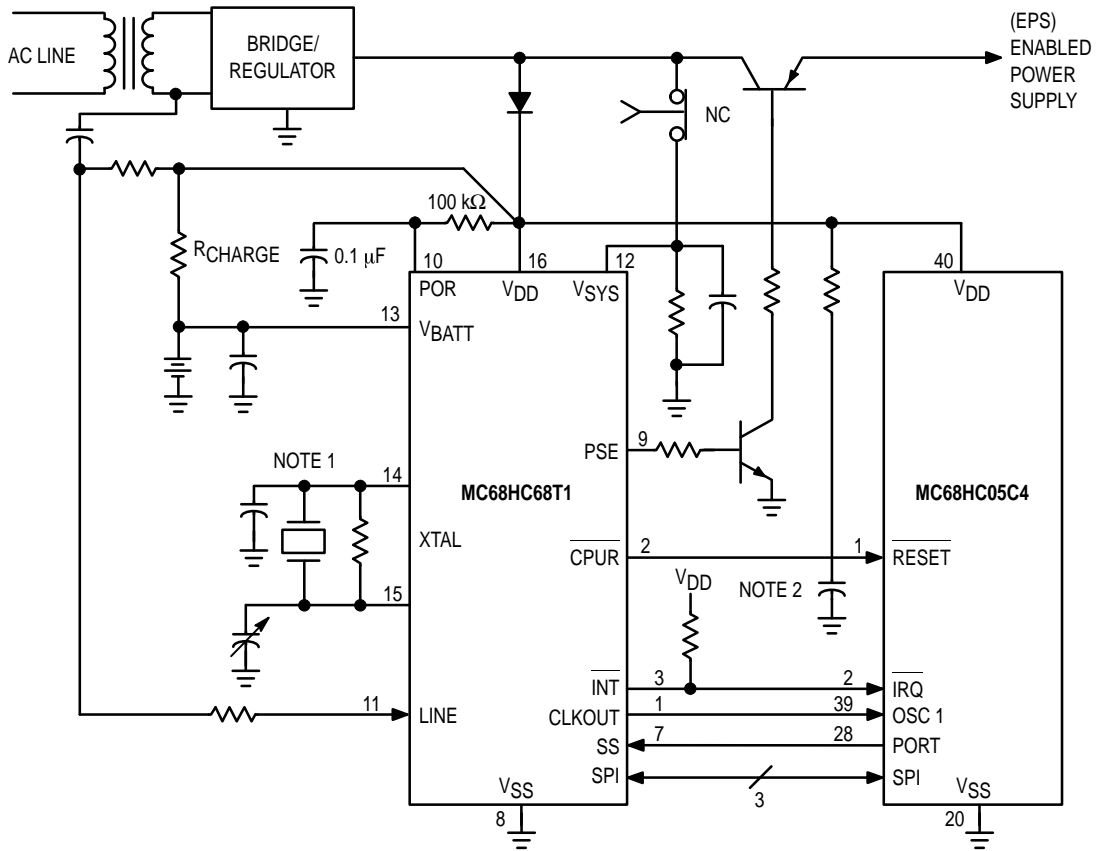 AC LINE
BRIDGE/
REGULATOR
(EPS)
ENABLED
POWER
SUPPLY
NC
100 kΩ
RCHARGE
0.1 µF
10
16
12
40
POR
VDD
VSYS
VDD
13
VBATT
9
PSE
NOTE 1
14
MC68HC68T1
MC68HC05C4
XTAL
CPUR
2
1
RESET
VDD
NOTE 2
15
INT
3
2
IRQ
11
LINE
CLKOUT
1
39
OSC 1
SS
7
28
PORT
SPI
3
SPI
VSS
8
VSS
20